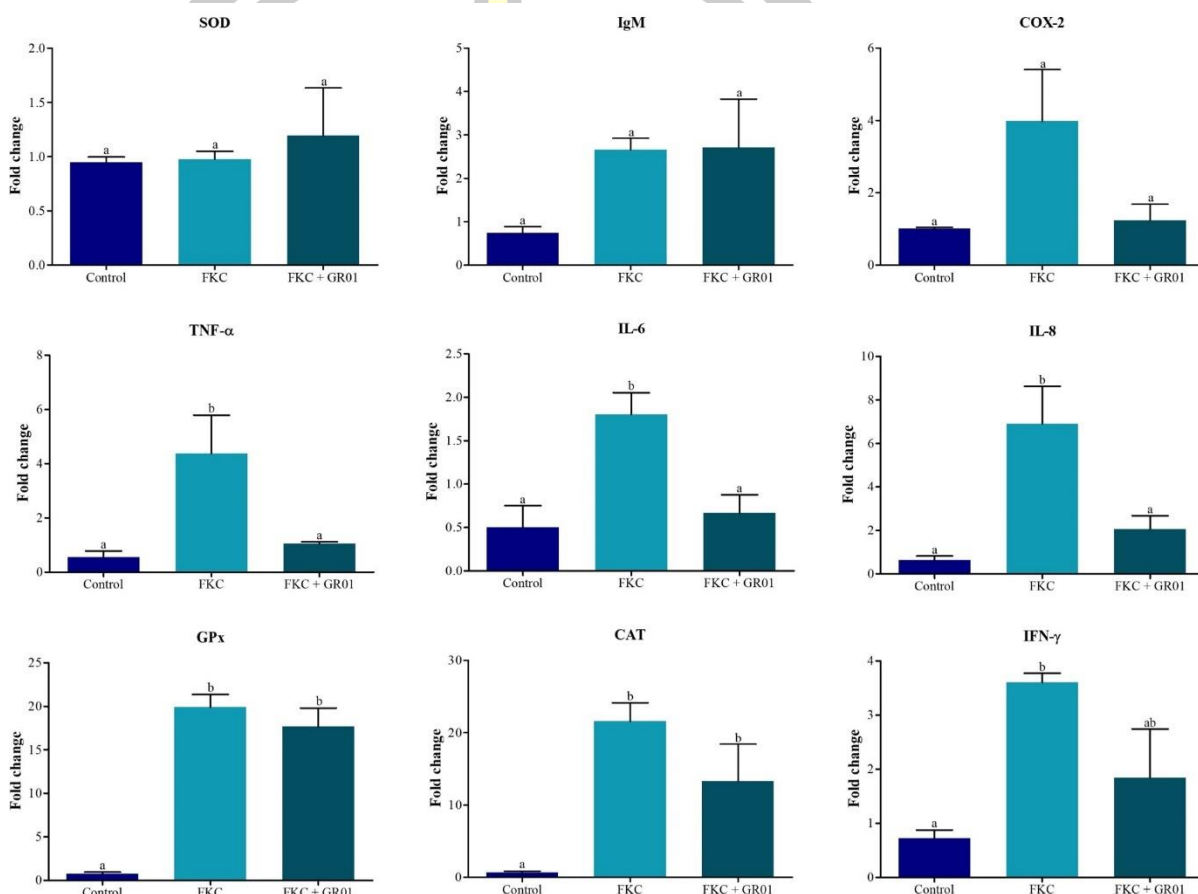 SOD
Fold change
2.0
1.5
1.0
0.5
0.0
a
a
a
Control
FKC
FKC + GR01
IgM
Fold change
5
4
3
2
1
0
a
a
a
Control
FKC
FKC + GR01
COX-2
Fold change
6
4
2
0
a
a
a
Control
FKC
FKC + GR01
TNF-α
Fold change
8
6
4
2
0
a
b
a
Control
FKC
FKC + GR01
IL-6
Fold change
2.5
2.0
1.5
1.0
0.5
0.0
a
b
a
Control
FKC
FKC + GR01
IL-8
Fold change
10
8
6
4
2
0
a
b
a
Control
FKC
FKC + GR01
GPx
Fold change
25
20
15
10
5
0
a
b
b
Control
FKC
FKC + GR01
CAT
Fold change
30
20
10
0
a
b
b
Control
FKC
FKC + GR01
IFN-γ
Fold change
4
3
2
1
0
a
b
ab
Control
FKC
FKC + GR01